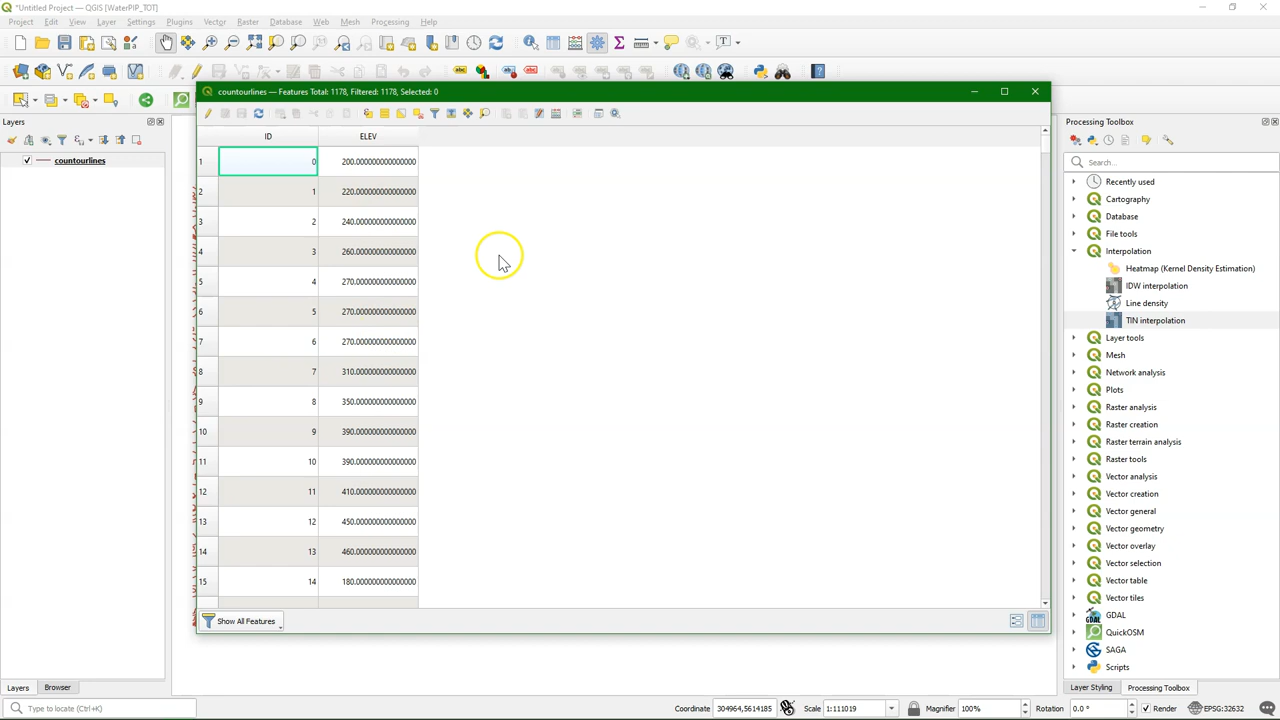 *Untitled Project — QGIS [WaterPIP_TOT]
Project Edit View Layer Settings Plugins Vector Raster Database Web Mesh Processing Help
countourlines — Features Total: 1178, Filtered: 1178, Selected: 0
Layers
countourlines
ID ELEV
1 0 200.000000000000000
2 1 220.000000000000000
3 2 240.000000000000000
4 3 260.000000000000000
5 4 270.000000000000000
6 5 270.000000000000000
7 6 270.000000000000000
8 7 310.000000000000000
9 8 350.000000000000000
10 9 390.000000000000000
11 10 390.000000000000000
12 11 410.000000000000000
13 12 450.000000000000000
14 13 460.000000000000000
15 14 180.000000000000000
Show All Features
Processing Toolbox
Search...
Recently used
Cartography
Database
File tools
Interpolation
Heatmap (Kernel Density Estimation)
IDW interpolation
Line density
TIN interpolation
Layer tools
Mesh
Network analysis
Plots
Raster analysis
Raster creation
Raster terrain analysis
Raster tools
Vector analysis
Vector creation
Vector general
Vector geometry
Vector overlay
Vector selection
Vector table
Vector tiles
GDAL
QuickOSM
SAGA
Scripts
Layers Browser
Layer Styling Processing Toolbox
Type to locate (Ctrl+K)
Coordinate 304964,5614185 Scale 1:111019 Magnifier 100% Rotation 0.0 ° Render EPSG:32632